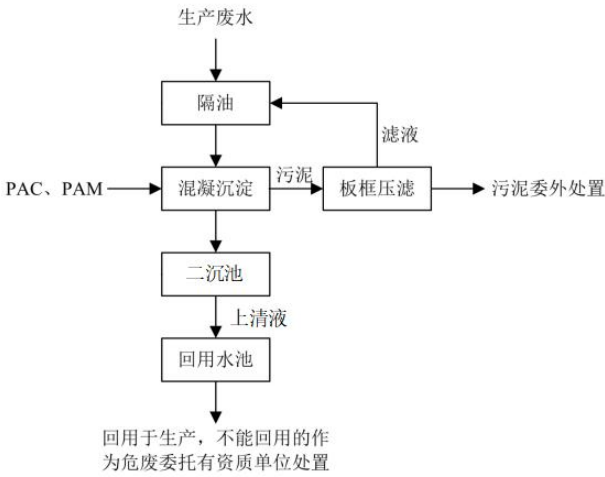 生产废水
隔油
滤液
PAC、PAM
混凝沉淀
污泥
板框压滤
污泥委外处置
二沉池
上清液
回用水池
回用于生产，不能回用的作
为危废委托有资质单位处置